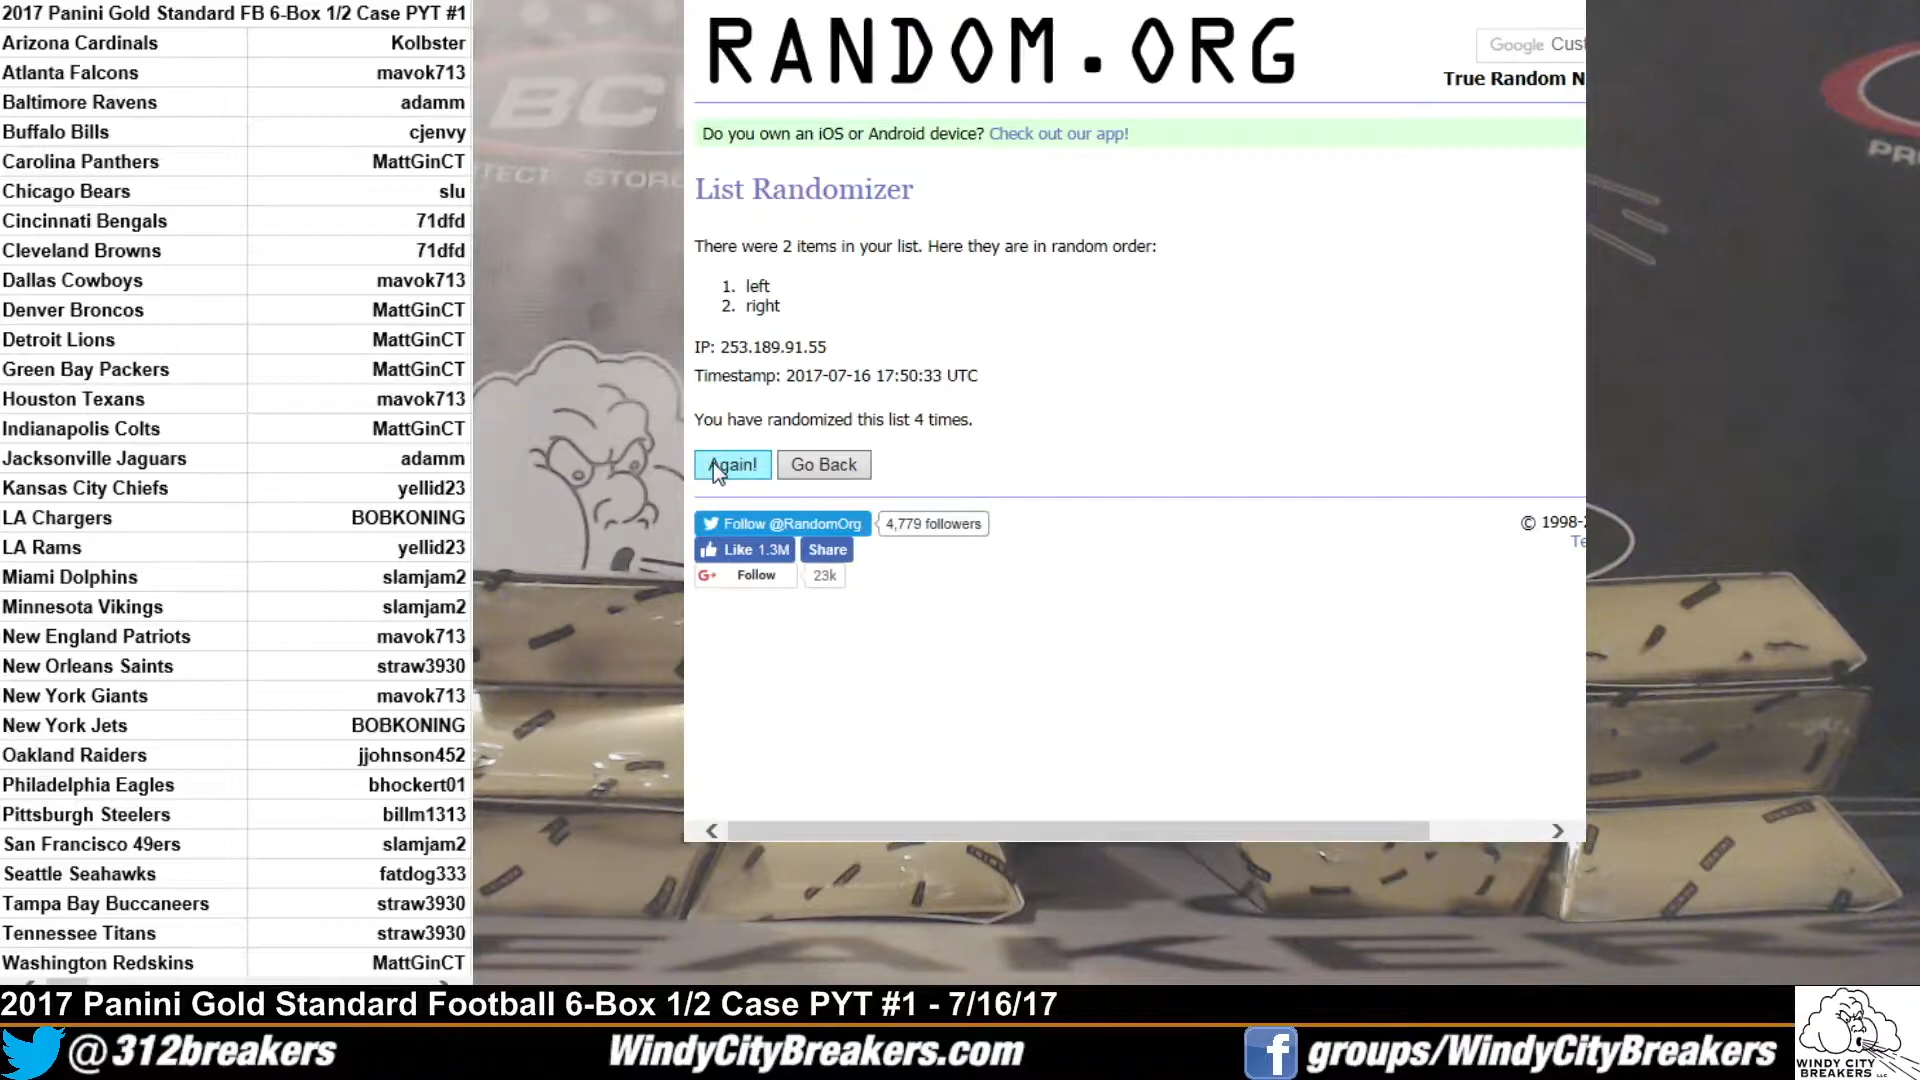 2017 Panini Gold Standard FB 6-Box 1/2 Case PYT #1
Arizona Cardinals Kolbster
Atlanta Falcons mavok713
Baltimore Ravens adamm
Buffalo Bills cjenvy
Carolina Panthers MattGinCT
Chicago Bears slu
Cincinnati Bengals 71dfd
Cleveland Browns 71dfd
Dallas Cowboys mavok713
Denver Broncos MattGinCT
Detroit Lions MattGinCT
Green Bay Packers MattGinCT
Houston Texans mavok713
Indianapolis Colts MattGinCT
Jacksonville Jaguars adamm
Kansas City Chiefs yellid23
LA Chargers BOBKONING
LA Rams yellid23
Miami Dolphins slamjam2
Minnesota Vikings slamjam2
New England Patriots mavok713
New Orleans Saints straw3930
New York Giants mavok713
New York Jets BOBKONING
Oakland Raiders jjohnson452
Philadelphia Eagles bhockert01
Pittsburgh Steelers billm1313
San Francisco 49ers slamjam2
Seattle Seahawks fatdog333
Tampa Bay Buccaneers straw3930
Tennessee Titans straw3930
Washington Redskins MattGinCT
RANDOM.ORG
Google Cust
True Random N
Do you own an iOS or Android device? Check out our app!
List Randomizer
There were 2 items in your list. Here they are in random order:
1. left
2. right
IP: 253.189.91.55
Timestamp: 2017-07-16 17:50:33 UTC
You have randomized this list 4 times.
Again! Go Back
Follow @RandomOrg 4,779 followers
Like 1.3M Share
G+ Follow 23k
© 1998-
Te
BC
TECT STOR
PR
EAKERS
2017 Panini Gold Standard Football 6-Box 1/2 Case PYT #1 - 7/16/17
@312breakers WindyCityBreakers.com groups/WindyCityBreakers
WINDY CITY
BREAKERS LLC